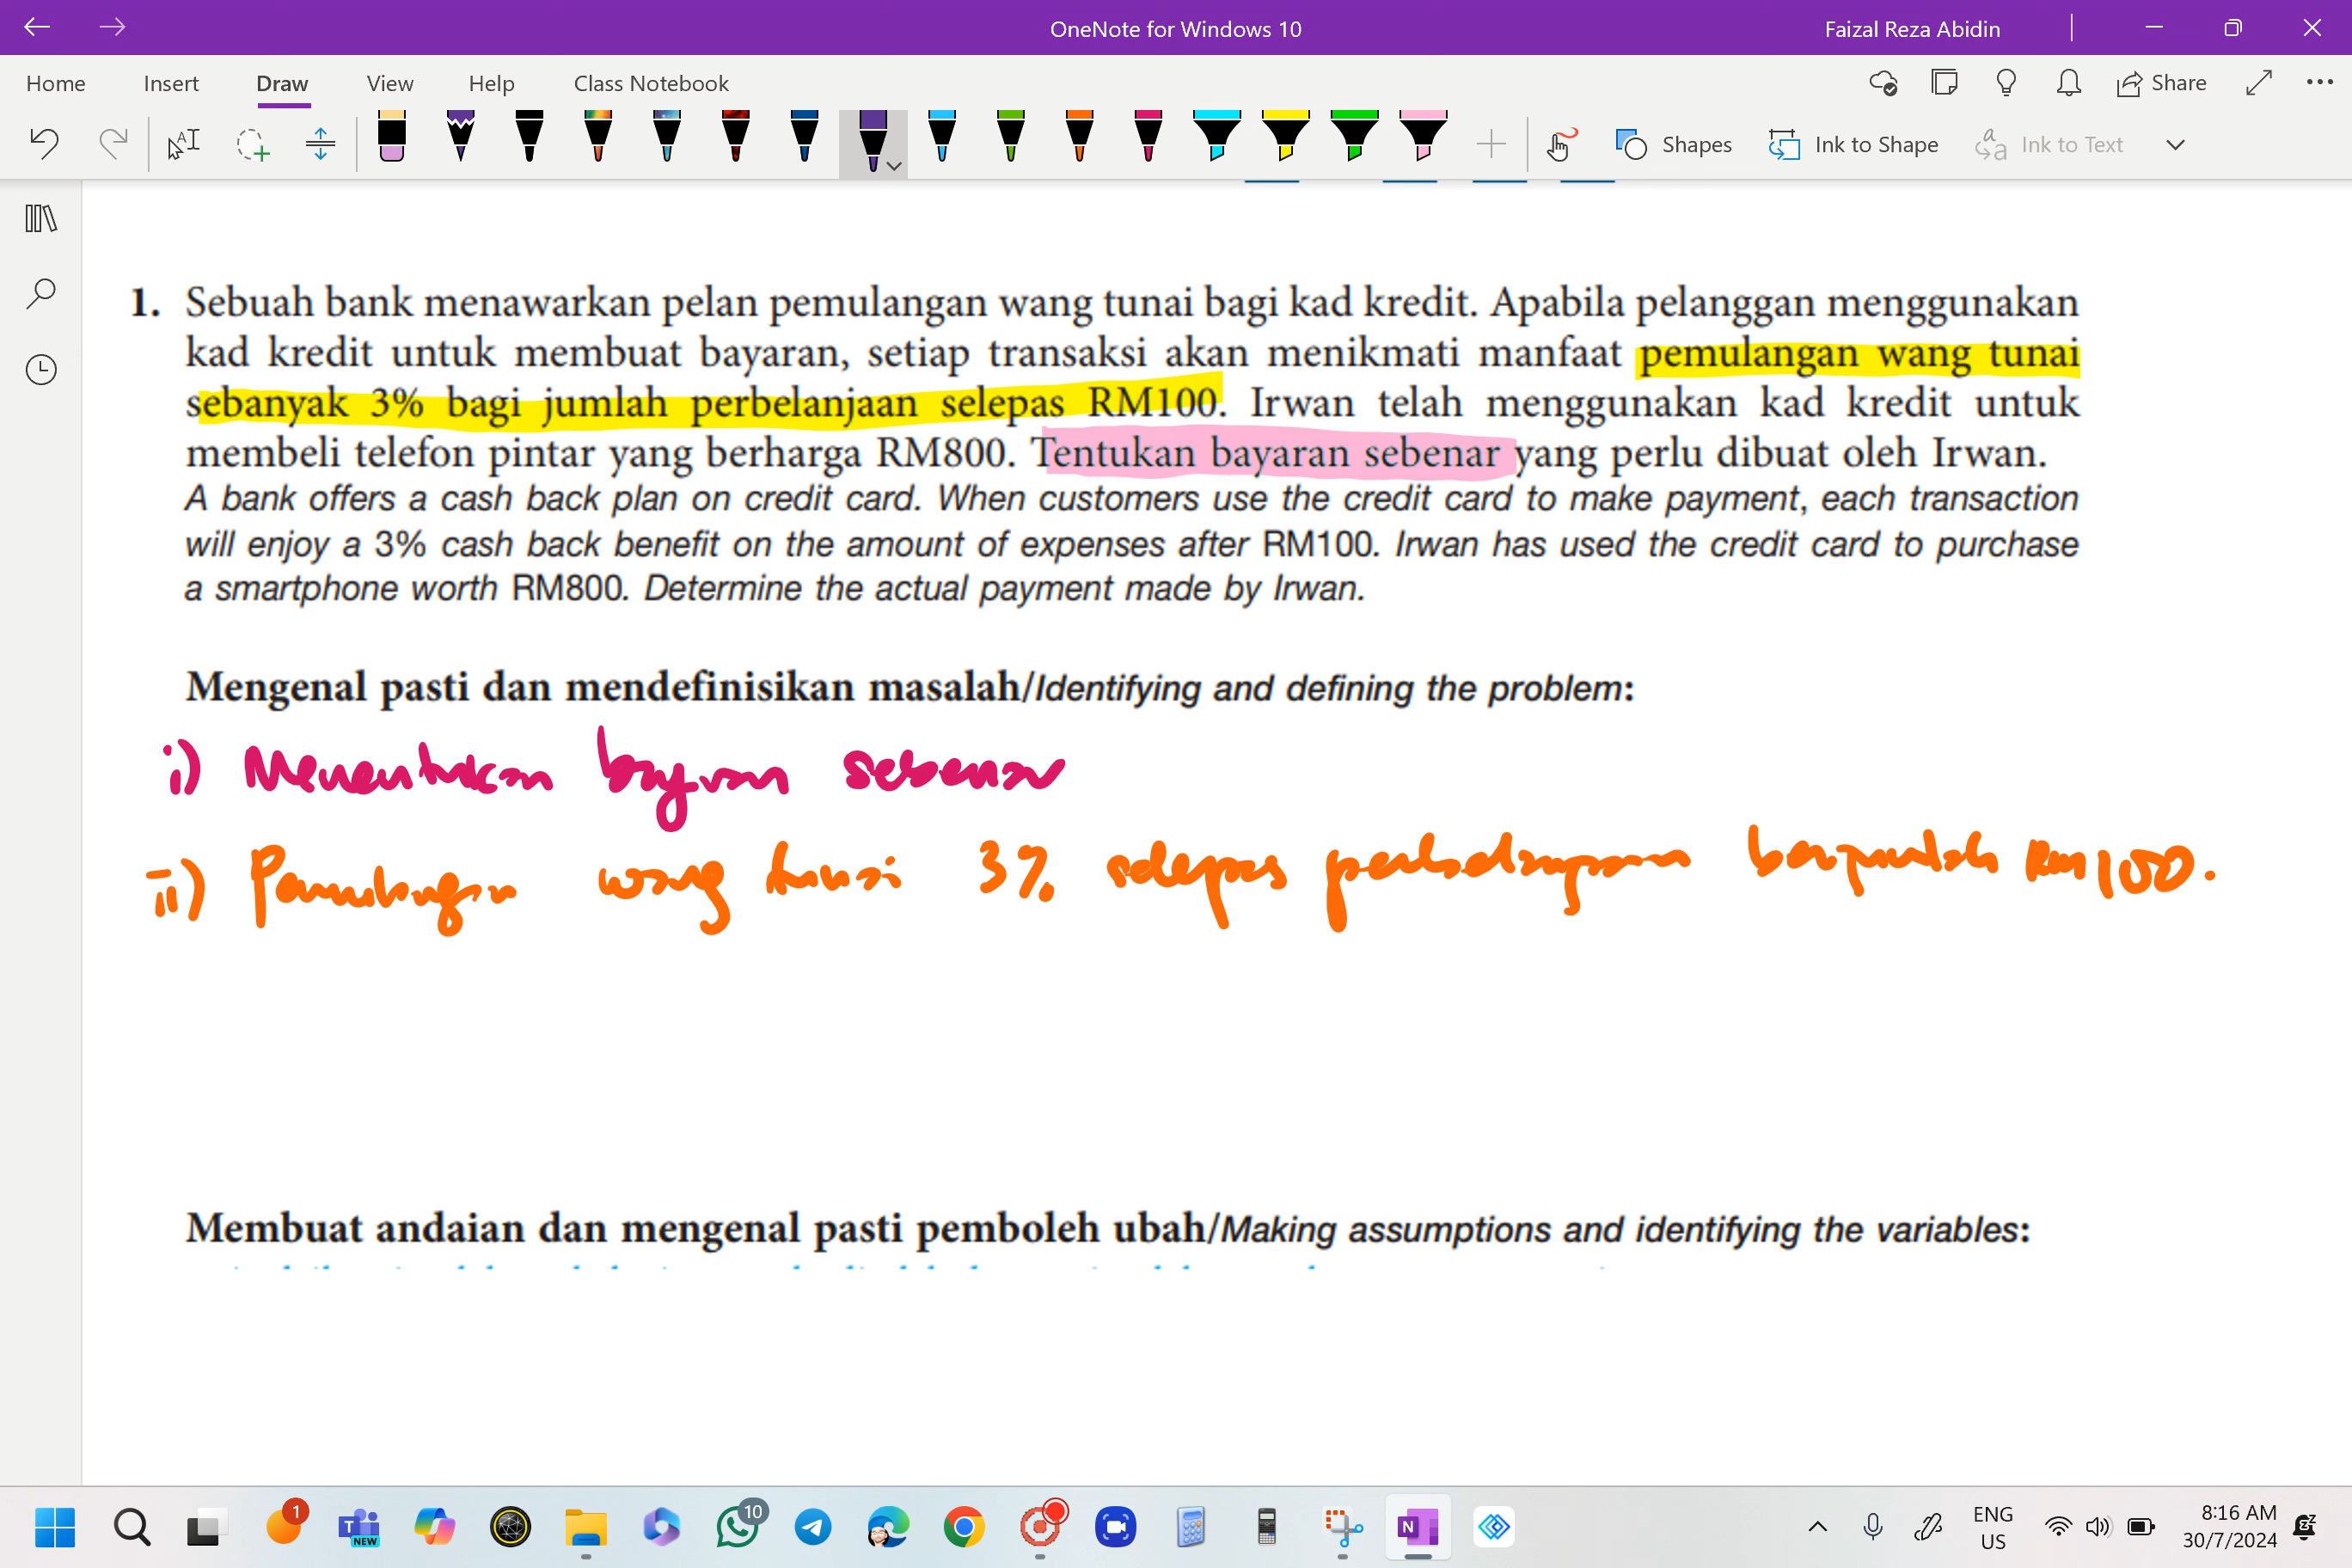 OneNote for Windows 10
Faizal Reza Abidin
Home Insert Draw View Help Class Notebook
Share
Shapes Ink to Shape Ink to Text
1. Sebuah bank menawarkan pelan pemulangan wang tunai bagi kad kredit. Apabila pelanggan menggunakan
kad kredit untuk membuat bayaran, setiap transaksi akan menikmati manfaat pemulangan wang tunai
sebanyak 3% bagi jumlah perbelanjaan selepas RM100. Irwan telah menggunakan kad kredit untuk
membeli telefon pintar yang berharga RM800. Tentukan bayaran sebenar yang perlu dibuat oleh Irwan.
A bank offers a cash back plan on credit card. When customers use the credit card to make payment, each transaction
will enjoy a 3% cash back benefit on the amount of expenses after RM100. Irwan has used the credit card to purchase
a smartphone worth RM800. Determine the actual payment made by Irwan.
Mengenal pasti dan mendefinisikan masalah/Identifying and defining the problem:
i) Menentukan bayaran sebenar
ii) Pemulangan wang tunai 3% selepas perbelanjaan RM100.
Membuat andaian dan mengenal pasti pemboleh ubah/Making assumptions and identifying the variables:
1
NEW
10
ENG
US
8:16 AM
30/7/2024